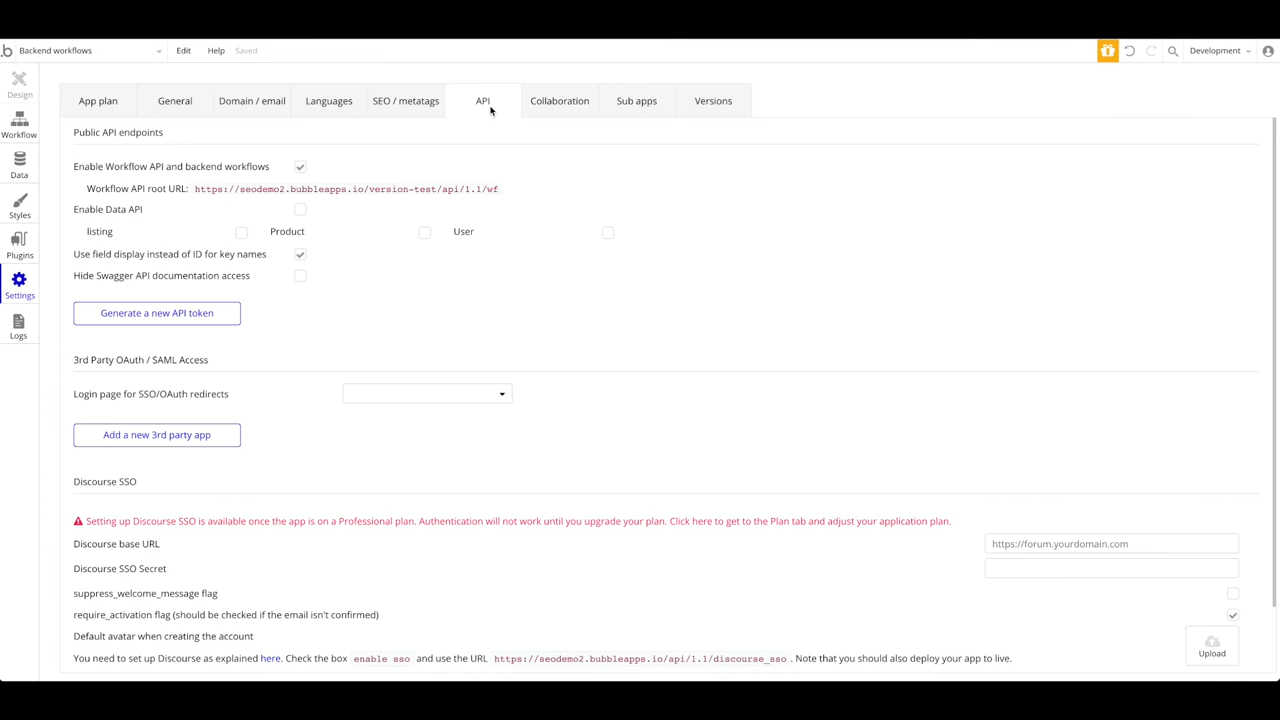 b Backend workflows Edit Help Saved Development
App plan General Domain / email Languages SEO / metatags API Collaboration Sub apps Versions
Design
Workflow
Data
Styles
Plugins
Settings
Logs
Public API endpoints
Enable Workflow API and backend workflows
Workflow API root URL: https://seodemo2.bubbleapps.io/version-test/api/1.1/wf
Enable Data API
listing Product User
Use field display instead of ID for key names
Hide Swagger API documentation access
Generate a new API token
3rd Party OAuth / SAML Access
Login page for SSO/OAuth redirects
Add a new 3rd party app
Discourse SSO
Setting up Discourse SSO is available once the app is on a Professional plan. Authentication will not work until you upgrade your plan. Click here to get to the Plan tab and adjust your application plan.
Discourse base URL https://forum.yourdomain.com
Discourse SSO Secret
suppress_welcome_message flag
require_activation flag (should be checked if the email isn't confirmed)
Default avatar when creating the account
Upload
You need to set up Discourse as explained here. Check the box enable sso and use the URL https://seodemo2.bubbleapps.io/api/1.1/discourse_sso . Note that you should also deploy your app to live.